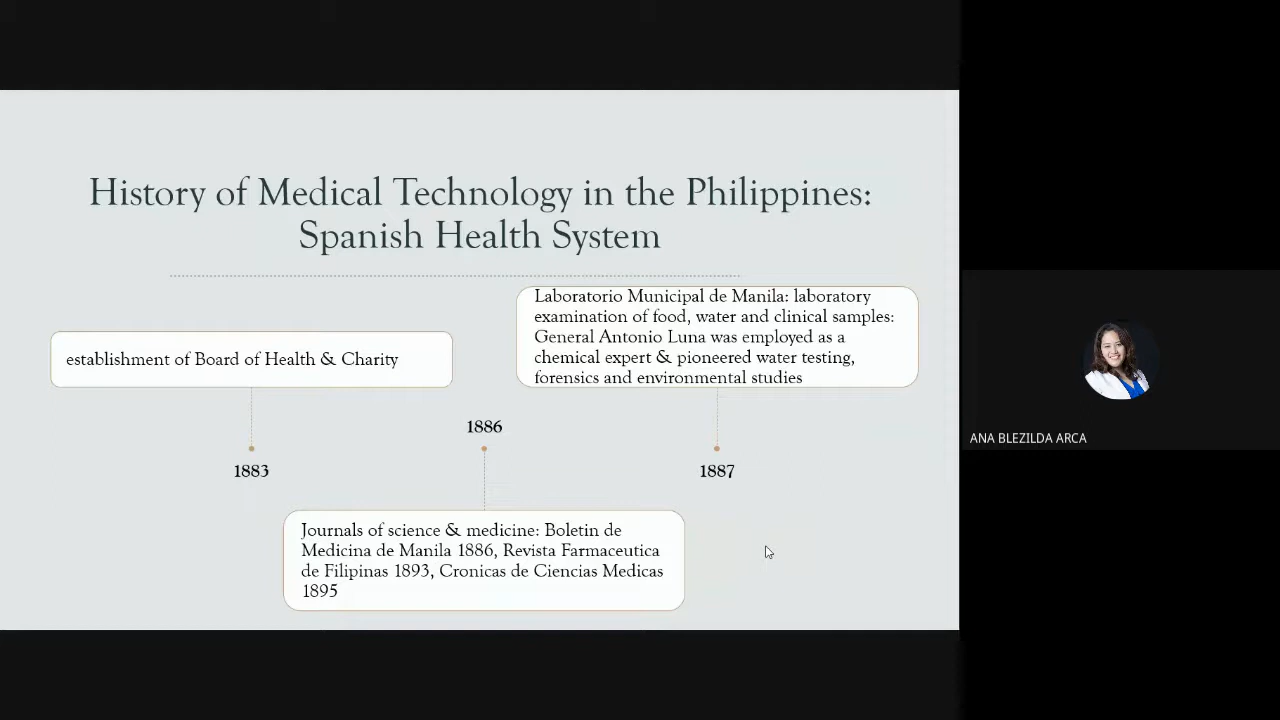 History of Medical Technology in the Philippines:
Spanish Health System
establishment of Board of Health & Charity
1883
1886
Journals of science & medicine: Boletin de
Medicina de Manila 1886, Revista Farmaceutica
de Filipinas 1893, Cronicas de Ciencias Medicas
1895
Laboratorio Municipal de Manila: laboratory
examination of food, water and clinical samples:
General Antonio Luna was employed as a
chemical expert & pioneered water testing,
forensics and environmental studies
1887
ANA BLEZILDA ARCA